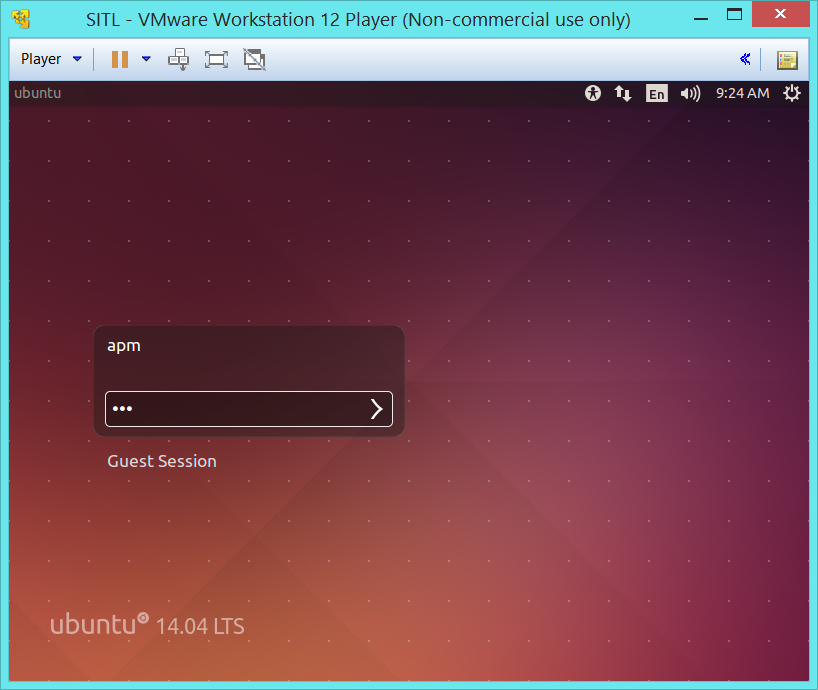 SITL - VMware Workstation 12 Player (Non-commercial use only)
Player
ubuntu
En
9:24 AM
apm
•••
Guest Session
ubuntu 14.04 LTS